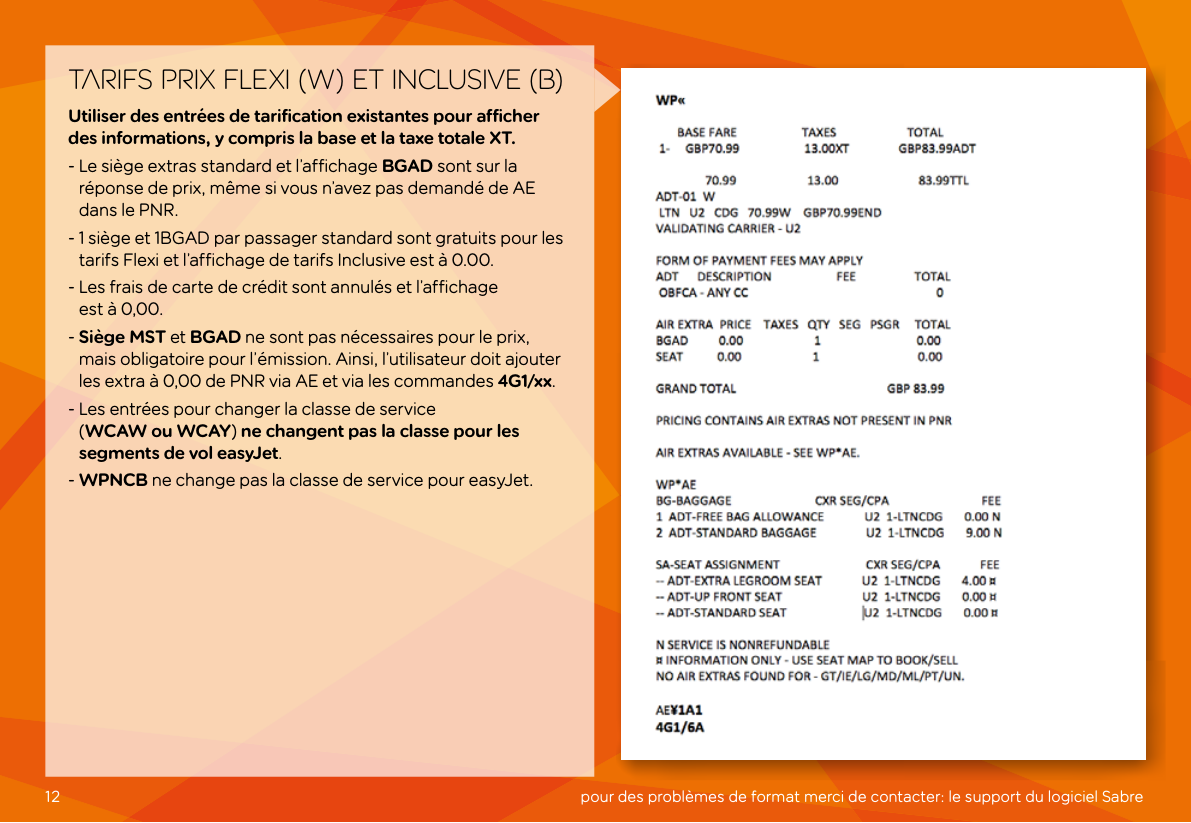 TARIFS PRIX FLEXI (W) ET INCLUSIVE (B)
Utiliser des entrées de tarification existantes pour afficher
des informations, y compris la base et la taxe totale XT.
- Le siège extras standard et l'affichage BGAD sont sur la
réponse de prix, même si vous n'avez pas demandé de AE
dans le PNR.
- 1 siège et 1BGAD par passager standard sont gratuits pour les
tarifs Flexi et l'affichage de tarifs Inclusive est à 0.00.
- Les frais de carte de crédit sont annulés et l'affichage
est à 0,00.
- Siège MST et BGAD ne sont pas nécessaires pour le prix,
mais obligatoire pour l'émission. Ainsi, l'utilisateur doit ajouter
les extra à 0,00 de PNR via AE et via les commandes 4G1/xx.
- Les entrées pour changer la classe de service
(WCAW ou WCAY) ne changent pas la classe pour les
segments de vol easyJet.
- WPNCB ne change pas la classe de service pour easyJet.
WP«
BASE FARE TAXES TOTAL
1- GBP70.99 13.00XT GBP83.99ADT
70.99 13.00 83.99TTL
ADT-01 W
LTN U2 CDG 70.99W GBP70.99END
VALIDATING CARRIER - U2
FORM OF PAYMENT FEES MAY APPLY
ADT DESCRIPTION FEE TOTAL
OBFCA - ANY CC 0
AIR EXTRA PRICE TAXES QTY SEG PSGR TOTAL
BGAD 0.00 1 0.00
SEAT 0.00 1 0.00
GRAND TOTAL GBP 83.99
PRICING CONTAINS AIR EXTRAS NOT PRESENT IN PNR
AIR EXTRAS AVAILABLE - SEE WP*AE.
WP*AE
BG-BAGGAGE CXR SEG/CPA FEE
1 ADT-FREE BAG ALLOWANCE U2 1-LTNCDG 0.00 N
2 ADT-STANDARD BAGGAGE U2 1-LTNCDG 9.00 N
SA-SEAT ASSIGNMENT CXR SEG/CPA FEE
-- ADT-EXTRA LEGROOM SEAT U2 1-LTNCDG 4.00 ¤
-- ADT-UP FRONT SEAT U2 1-LTNCDG 0.00 ¤
-- ADT-STANDARD SEAT U2 1-LTNCDG 0.00 ¤
N SERVICE IS NONREFUNDABLE
¤ INFORMATION ONLY - USE SEAT MAP TO BOOK/SELL
NO AIR EXTRAS FOUND FOR - GT/IE/LG/MD/ML/PT/UN.
AE¥1A1
4G1/6A
12
pour des problèmes de format merci de contacter: le support du logiciel Sabre